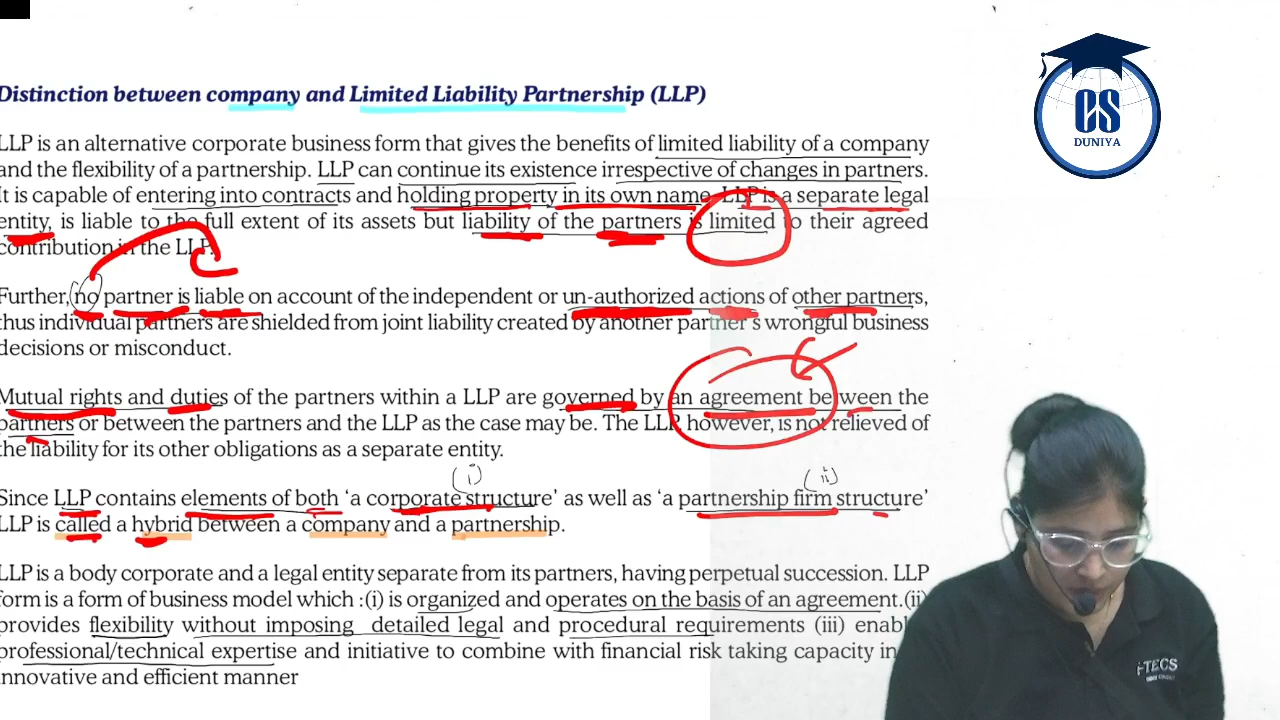 Distinction between company and Limited Liability Partnership (LLP)
CS
DUNIYA
LLP is an alternative corporate business form that gives the benefits of limited liability of a company
and the flexibility of a partnership. LLP can continue its existence irrespective of changes in partners.
It is capable of entering into contracts and holding property in its own name. LLP is a separate legal
entity, is liable to the full extent of its assets but liability of the partners is limited to their agreed
contribution in the LLP.
Further, no partner is liable on account of the independent or un-authorized actions of other partners,
thus individual partners are shielded from joint liability created by another partner's wrongful business
decisions or misconduct.
Mutual rights and duties of the partners within a LLP are governed by an agreement between the
partners or between the partners and the LLP as the case may be. The LLP, however, is not relieved of
the liability for its other obligations as a separate entity.
(i) (ii)
Since LLP contains elements of both 'a corporate structure' as well as 'a partnership firm structure'
LLP is called a hybrid between a company and a partnership.
LLP is a body corporate and a legal entity separate from its partners, having perpetual succession. LLP
form is a form of business model which :(i) is organized and operates on the basis of an agreement.(ii)
provides flexibility without imposing detailed legal and procedural requirements (iii)
professional/technical expertise and initiative to combine with financial risk taking capacity in
innovative and efficient manner
i-TECS